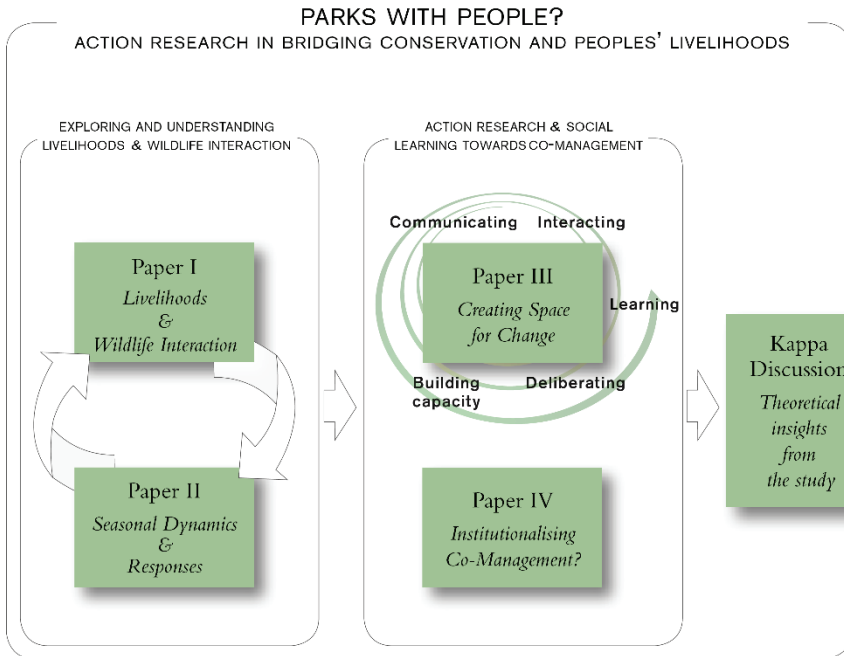 PARKS WITH PEOPLE?
ACTION RESEARCH IN BRIDGING CONSERVATION AND PEOPLES' LIVELIHOODS
EXPLORING AND UNDERSTANDING
LIVELIHOODS & WILDLIFE INTERACTION
Paper I
Livelihoods
&
Wildlife Interaction
Paper II
Seasonal Dynamics
&
Responses
ACTION RESEARCH & SOCIAL
LEARNING TOWARDS CO-MANAGEMENT
Communicating
Interacting
Learning
Deliberating
Building
capacity
Paper III
Creating Space
for Change
Paper IV
Institutionalising
Co-Management?
Kappa
Discussion
Theoretical
insights
from
the study